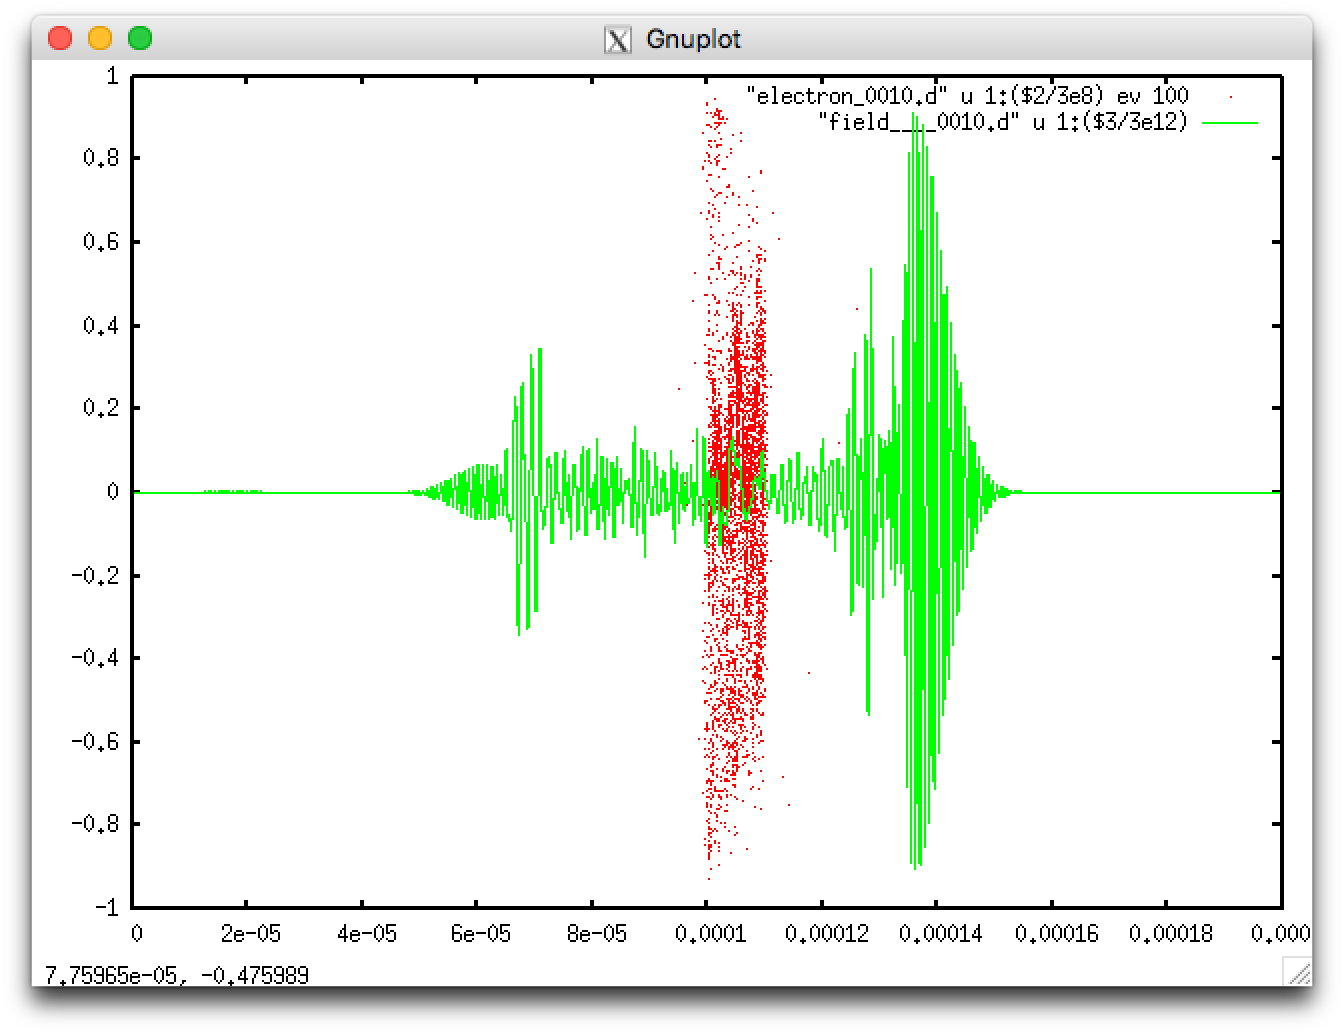 Gnuplot
"electron_0010.d" u 1:($2/3e8) ev 100
"field___0010.d" u 1:($3/3e12)
1
0.8
0.6
0.4
0.2
0
-0.2
-0.4
-0.6
-0.8
-1
0 2e-05 4e-05 6e-05 8e-05 0.0001 0.00012 0.00014 0.00016 0.00018 0.000
7.75965e-05, -0.475989